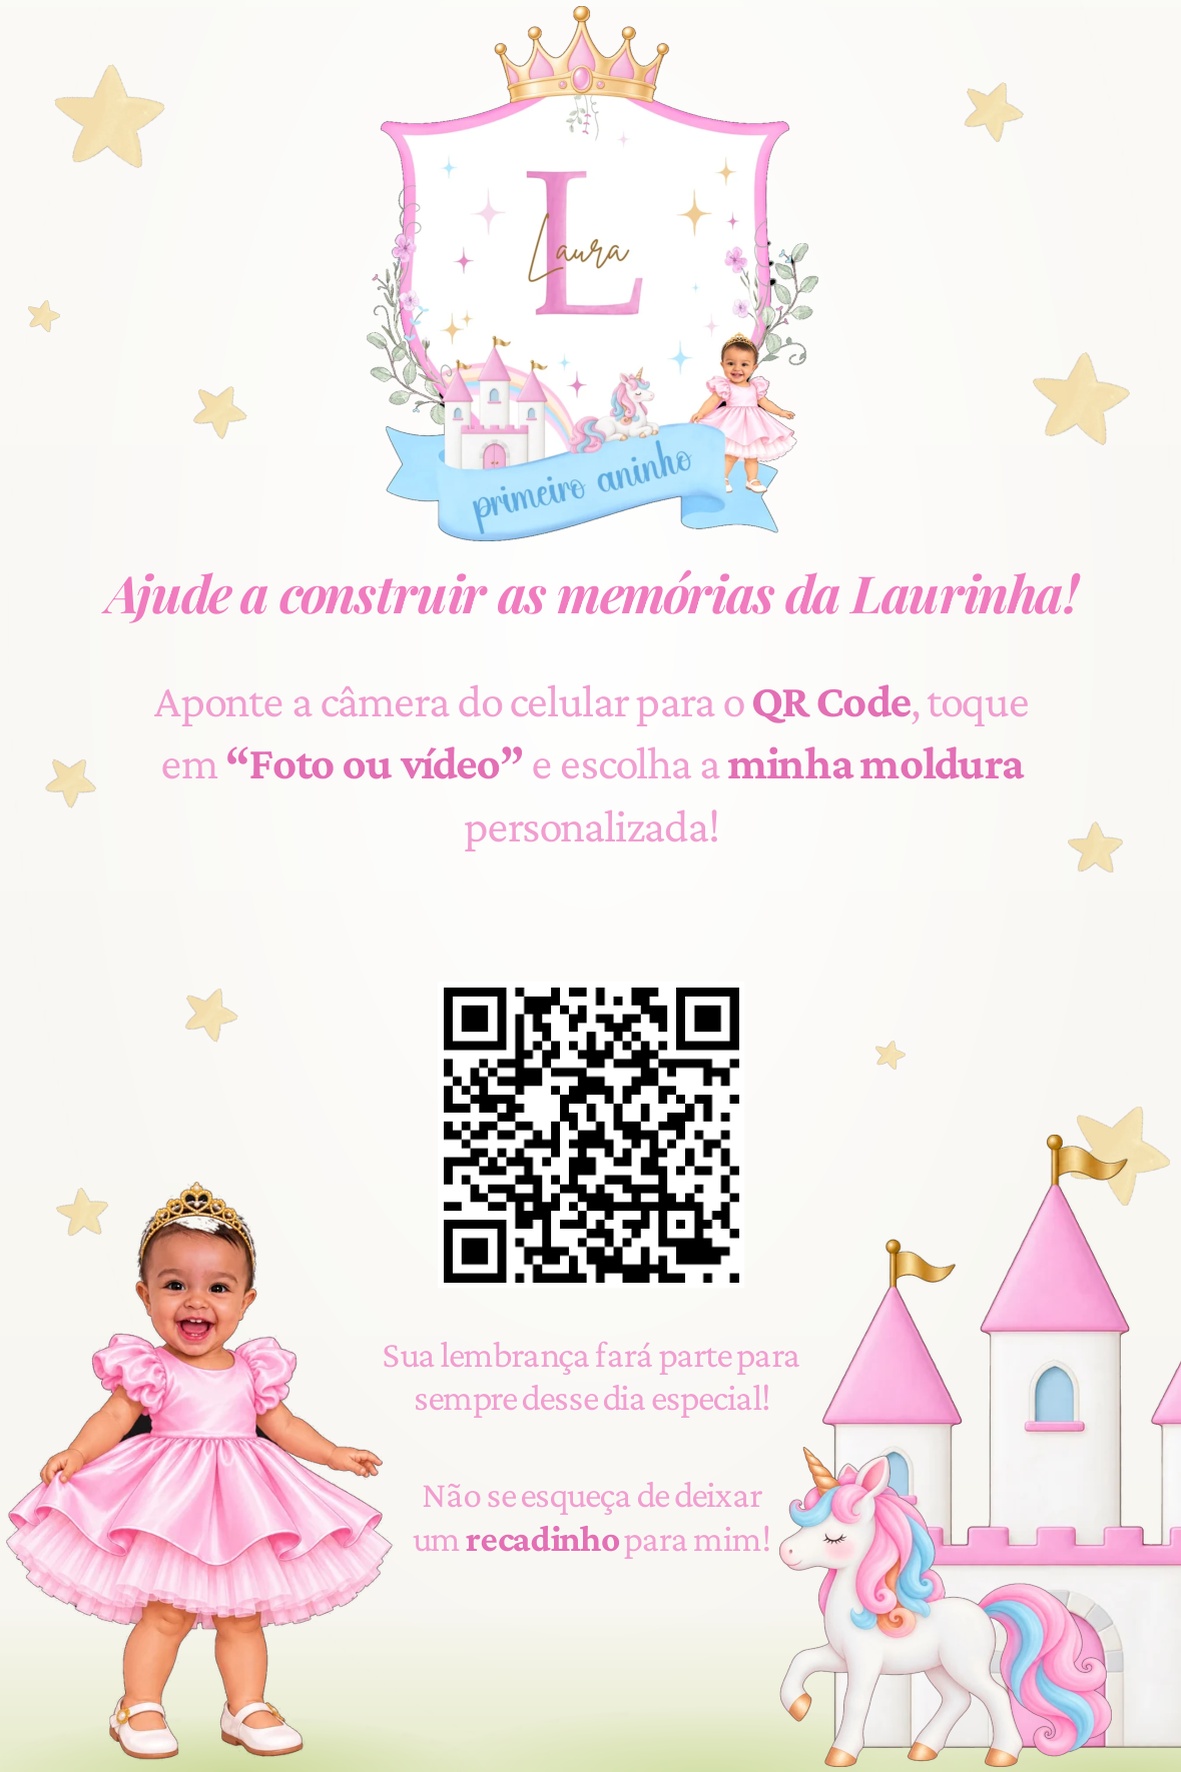 L
Laura
primeiro aninho
Ajude a construir as memórias da Laurinha!
Aponte a câmera do celular para o QR Code, toque
em “Foto ou vídeo” e escolha a minha moldura
personalizada!
Sua lembrança fará parte para
sempre desse dia especial!
Não se esqueça de deixar
um recadinho para mim!